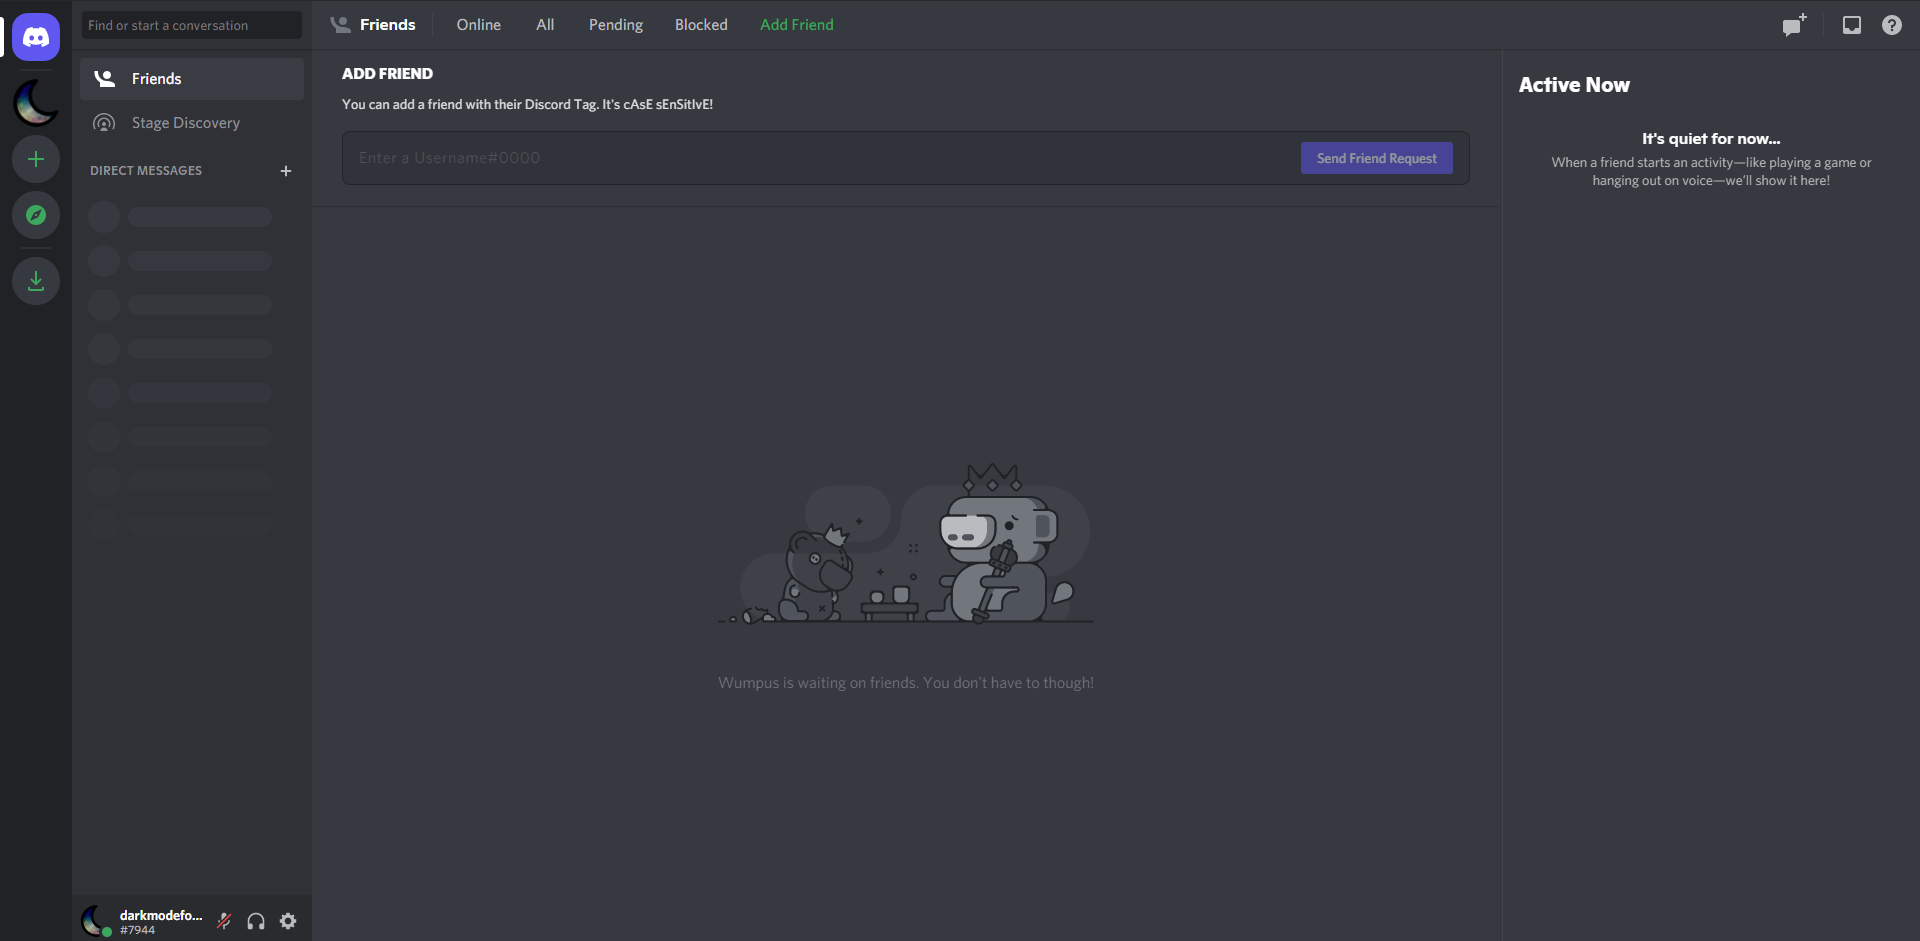 Find or start a conversation
Friends
Stage Discovery
DIRECT MESSAGES
darkmodefo...
#7944
Friends
Online
All
Pending
Blocked
Add Friend
ADD FRIEND
You can add a friend with their Discord Tag. It's cAsE sEnSitIvE!
Enter a Username#0000
Send Friend Request
Wumpus is waiting on friends. You don't have to though!
Active Now
It's quiet for now...
When a friend starts an activity—like playing a game or
hanging out on voice—we'll show it here!